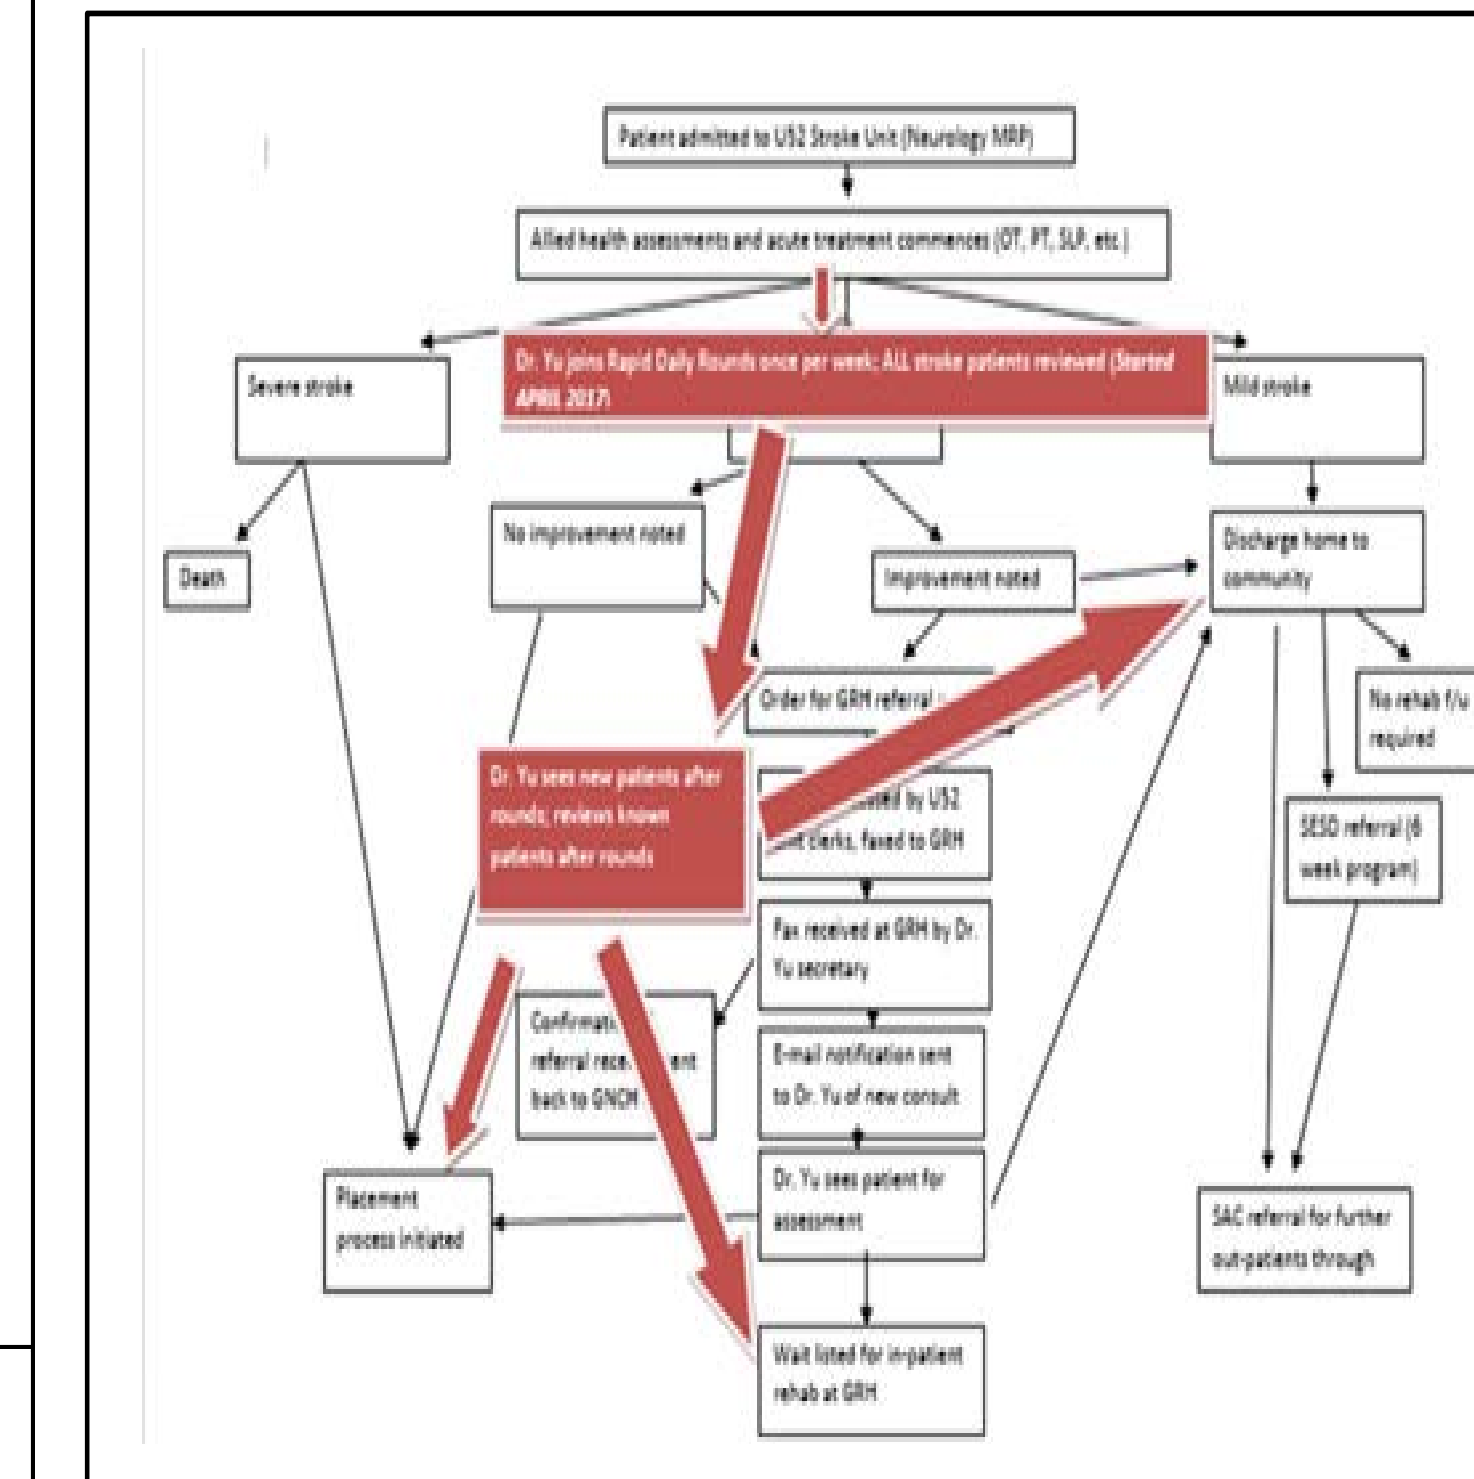 Patient admitted to U52 Stroke Unit (Neurology MRP)
Allied health assessments and acute treatment commences (OT, PT, SLP, etc.)
Dr. Yu joins Rapid Daily Rounds once per week; ALL stroke patients reviewed (Started
APRIL 2017)
Severe stroke
Mild stroke
No improvement noted
Discharge home to
community
Death
Improvement noted
Order for GRH referral
No rehab f/u
required
Dr. Yu sees new patients after
rounds; reviews known
patients after rounds
by U52
clerks, faxed to GRH
SESD referral (6
week program)
Fax received at GRH by Dr.
Yu secretary
Confirmati
referral rece ent
back to GNCH
E-mail notification sent
to Dr. Yu of new consult
Dr. Yu sees patient for
assessment
Placement
process initiated
SAC referral for further
out-patients through
Wait listed for in-patient
rehab at GRH